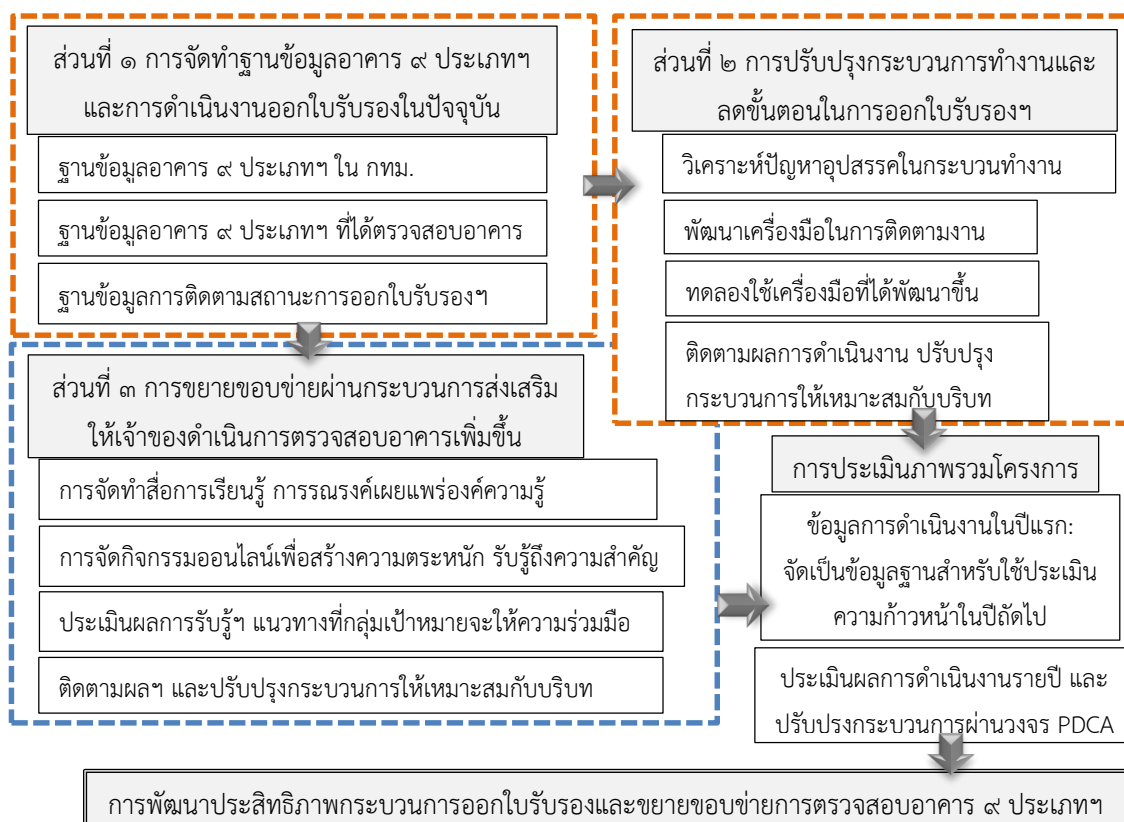 ส่วนที่ ๑ การจัดทำฐานข้อมูลอาคาร ๙ ประเภทฯ
และการดำเนินงานออกใบรับรองในปัจจุบัน
ฐานข้อมูลอาคาร ๙ ประเภทฯ ใน กทม.
ฐานข้อมูลอาคาร ๙ ประเภทฯ ที่ได้ตรวจสอบอาคาร
ฐานข้อมูลการติดตามสถานะการออกใบรับรองฯ
ส่วนที่ ๒ การปรับปรุงกระบวนการทำงานและ
ลดขั้นตอนในการออกใบรับรองฯ
วิเคราะห์ปัญหาอุปสรรคในกระบวนทำงาน
พัฒนาเครื่องมือในการติดตามงาน
ทดลองใช้เครื่องมือที่ได้พัฒนาขึ้น
ติดตามผลการดำเนินงาน ปรับปรุง
กระบวนการให้เหมาะสมกับบริบท
ส่วนที่ ๓ การขยายขอบข่ายผ่านกระบวนการส่งเสริม
ให้เจ้าของดำเนินการตรวจสอบอาคารเพิ่มขึ้น
การจัดทำสื่อการเรียนรู้ การรณรงค์เผยแพร่องค์ความรู้
การจัดกิจกรรมออนไลน์เพื่อสร้างความตระหนัก รับรู้ถึงความสำคัญ
ประเมินผลการรับรู้ฯ แนวทางที่กลุ่มเป้าหมายจะให้ความร่วมมือ
ติดตามผลฯ และปรับปรุงกระบวนการให้เหมาะสมกับบริบท
การประเมินภาพรวมโครงการ
ข้อมูลการดำเนินงานในปีแรก:
จัดเป็นข้อมูลฐานสำหรับใช้ประเมิน
ความก้าวหน้าในปีถัดไป
ประเมินผลการดำเนินงานรายปี และ
ปรับปรุงกระบวนการผ่านวงจร PDCA
การพัฒนาประสิทธิภาพกระบวนการออกใบรับรองและขยายขอบข่ายการตรวจสอบอาคาร ๙ ประเภทฯ